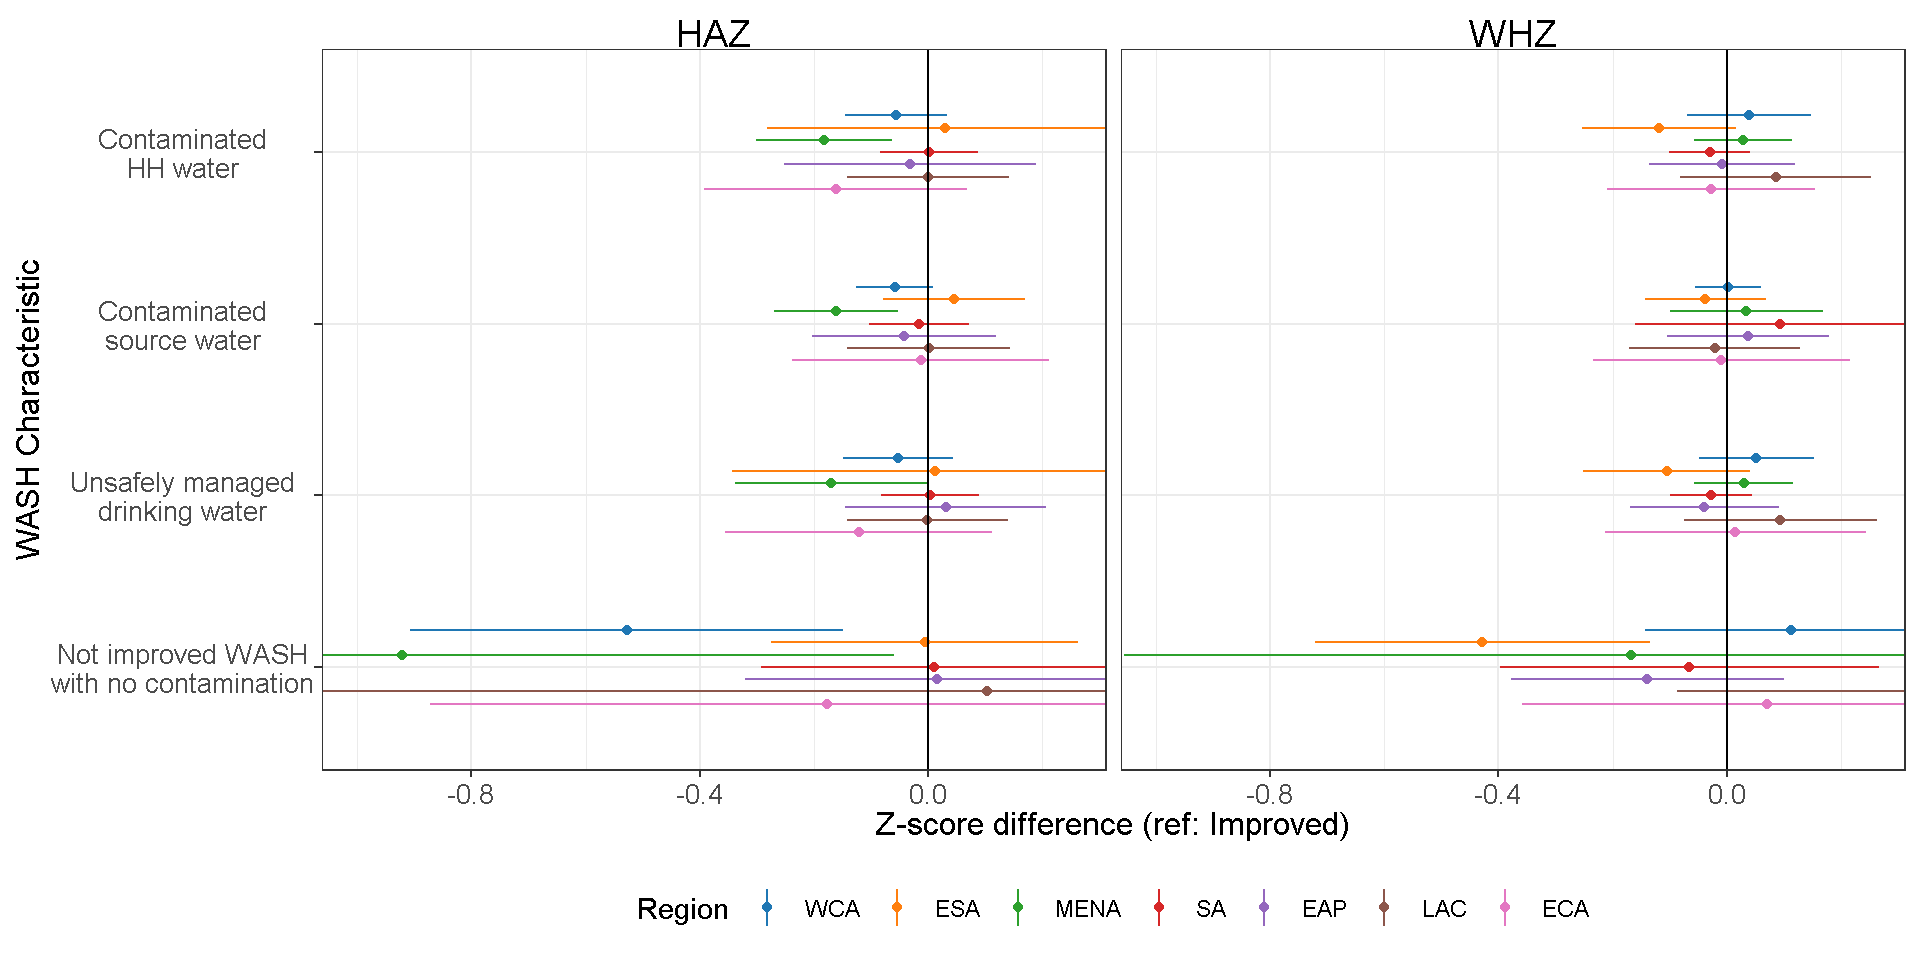 HAZ
WHZ
WASH Characteristic
Contaminated
HH water
Contaminated
source water
Unsafely managed
drinking water
Not improved WASH
with no contamination
-0.8
-0.4
0.0
-0.8
-0.4
0.0
Z-score difference (ref: Improved)
Region WCA ESA MENA SA EAP LAC ECA